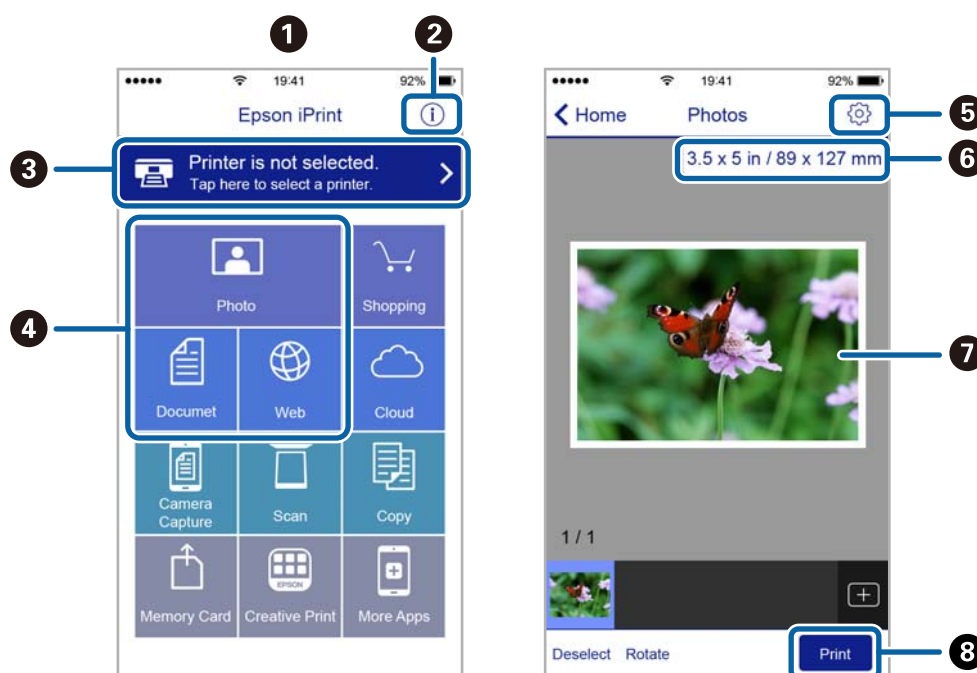 1
2
19:41
92%
Epson iPrint
3
Printer is not selected.
Tap here to select a printer.
4
Photo
Shopping
Documet
Web
Cloud
Camera
Capture
Scan
Copy
EPSON
Memory Card
Creative Print
More Apps
19:41
92%
Home
Photos
5
3.5 x 5 in / 89 x 127 mm
6
7
1 / 1
Deselect
Rotate
Print
8